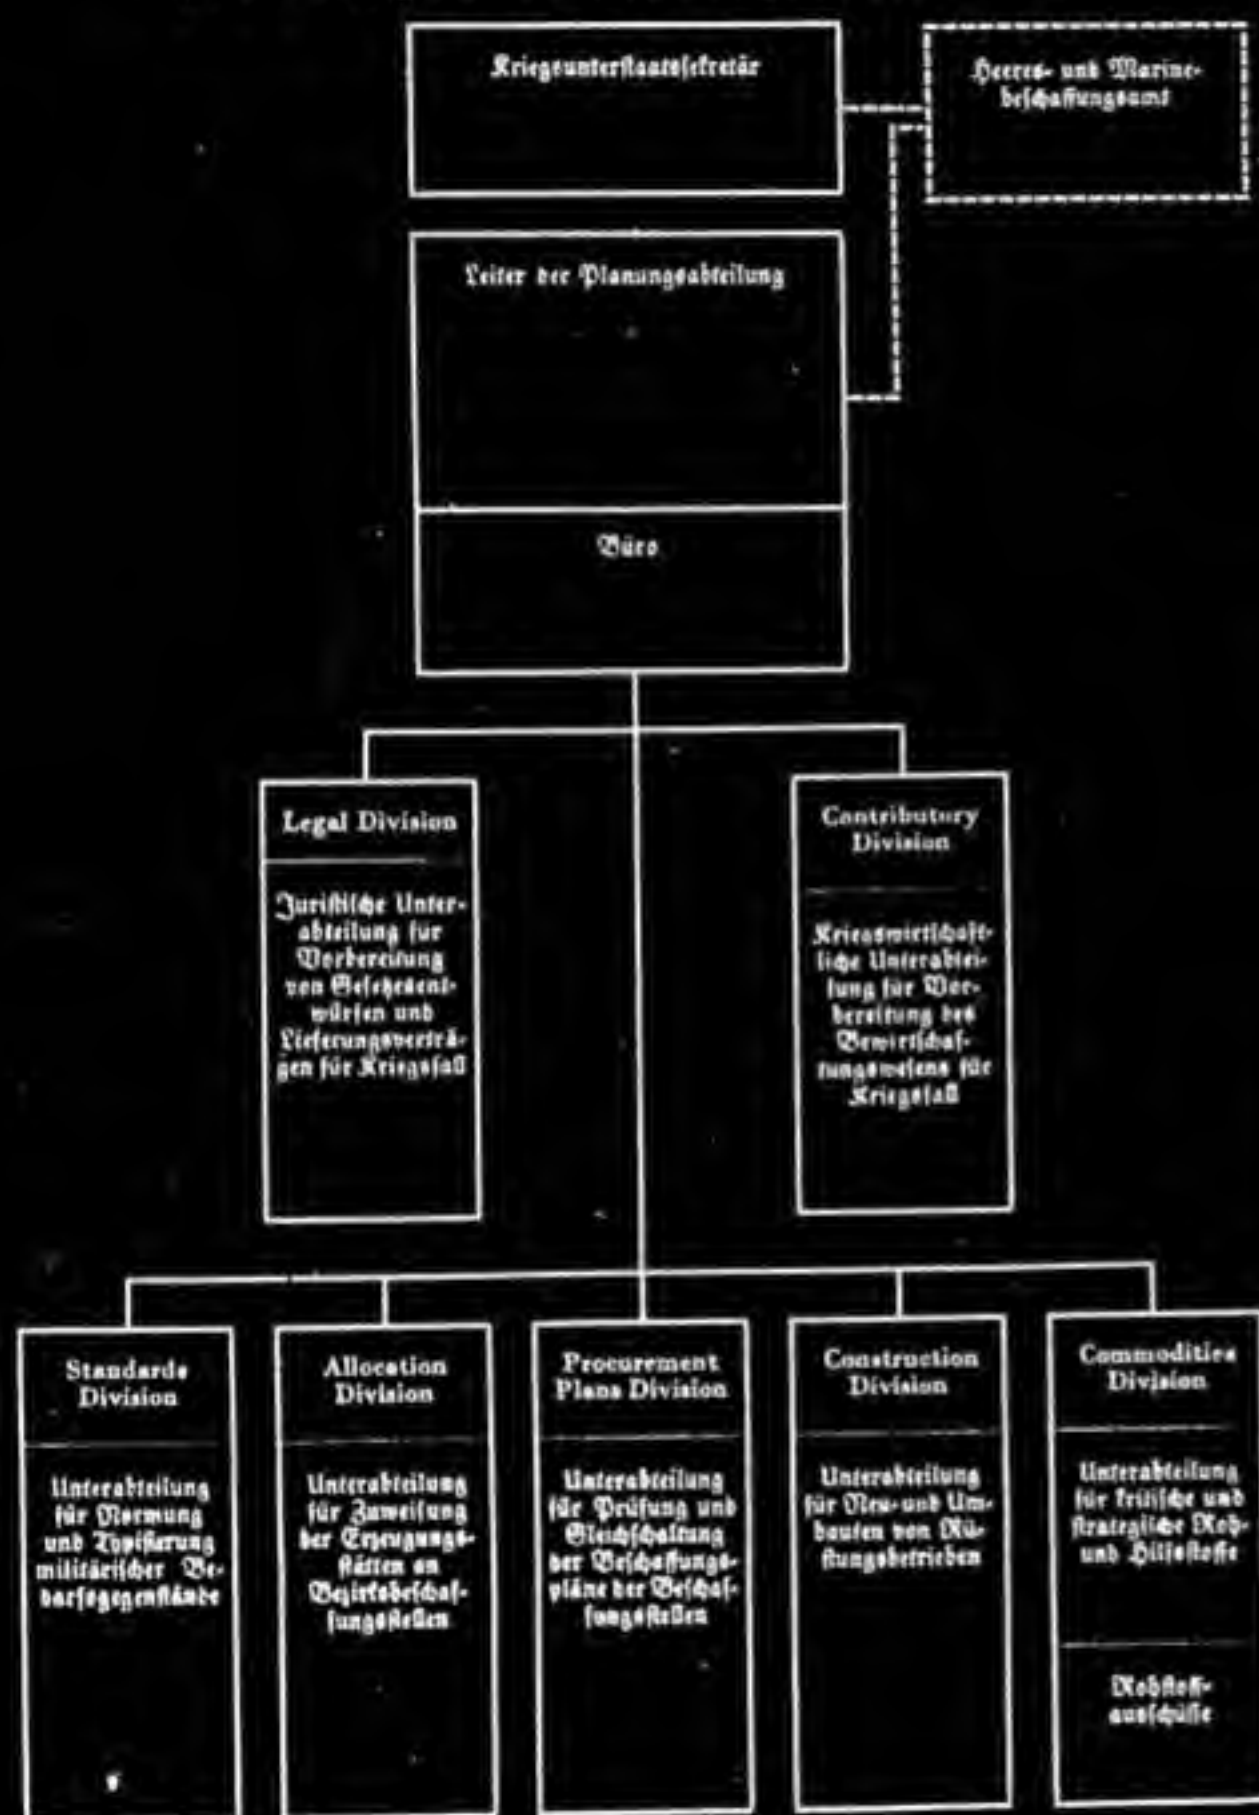 Kriegsunterstaatssekretär
Heeres- und Marine-
beschaffungsamt
Leiter der Planungsabteilung
Büro
Legal Division
Juristische Unter-
abteilung für
Vorbereitung
von Gesetzesent-
würfen und
Lieferungsverträ-
gen für Kriegsfall
Contributory
Division
Kriegswirtschaft-
liche Unterabtei-
lung für Vor-
bereitung des
Bewirtschaf-
tungswesens für
Kriegsfall
Standards
Division
Unterabteilung
für Normung
und Typisierung
militärischer Be-
darfsgegenstände
Allocation
Division
Unterabteilung
für Zuweisung
der Erzeugungs-
stätten an
Bezirksbeschaf-
fungsstellen
Procurement
Plans Division
Unterabteilung
für Prüfung und
Gleichschaltung
der Beschaffungs-
pläne der Beschaf-
fungsstellen
Construction
Division
Unterabteilung
für Neu- und Um-
bauten von Rü-
stungsbetrieben
Commodities
Division
Unterabteilung
für kritische und
strategische Roh-
und Hilfsstoffe
Rohstoff-
ausschüsse